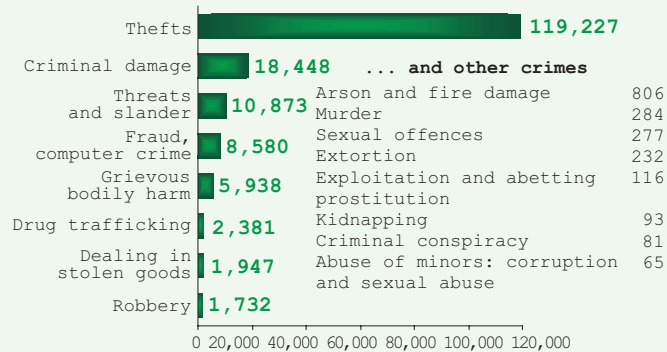 Thefts
119,227
Criminal damage
18,448
... and other crimes
Threats
and slander
10,873
Fraud,
computer crime
8,580
Grievous
bodily harm
5,938
Drug trafficking
2,381
Dealing in
stolen goods
1,947
Robbery
1,732
Arson and fire damage 806
Murder 284
Sexual offences 277
Extortion 232
Exploitation and abetting 116
prostitution
Kidnapping 93
Criminal conspiracy 81
Abuse of minors: corruption 65
and sexual abuse
0 20,000 40,000 60,000 80,000 100,000 120,000